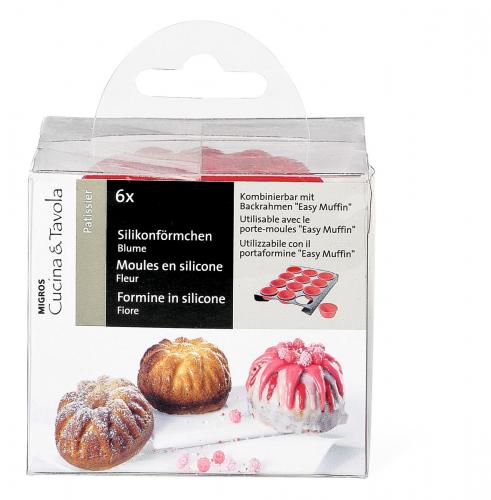 MIGROS
Cucina & Tavola
Patissier
6x
Silikonförmchen
Blume
Moules en silicone
Fleur
Formine in silicone
Fiore
Kombinierbar mit
Backrahmen "Easy Muffin"
Utilisable avec le
porte-moules "Easy Muffin"
Utilizzabile con il
portaformine "Easy Muffin"